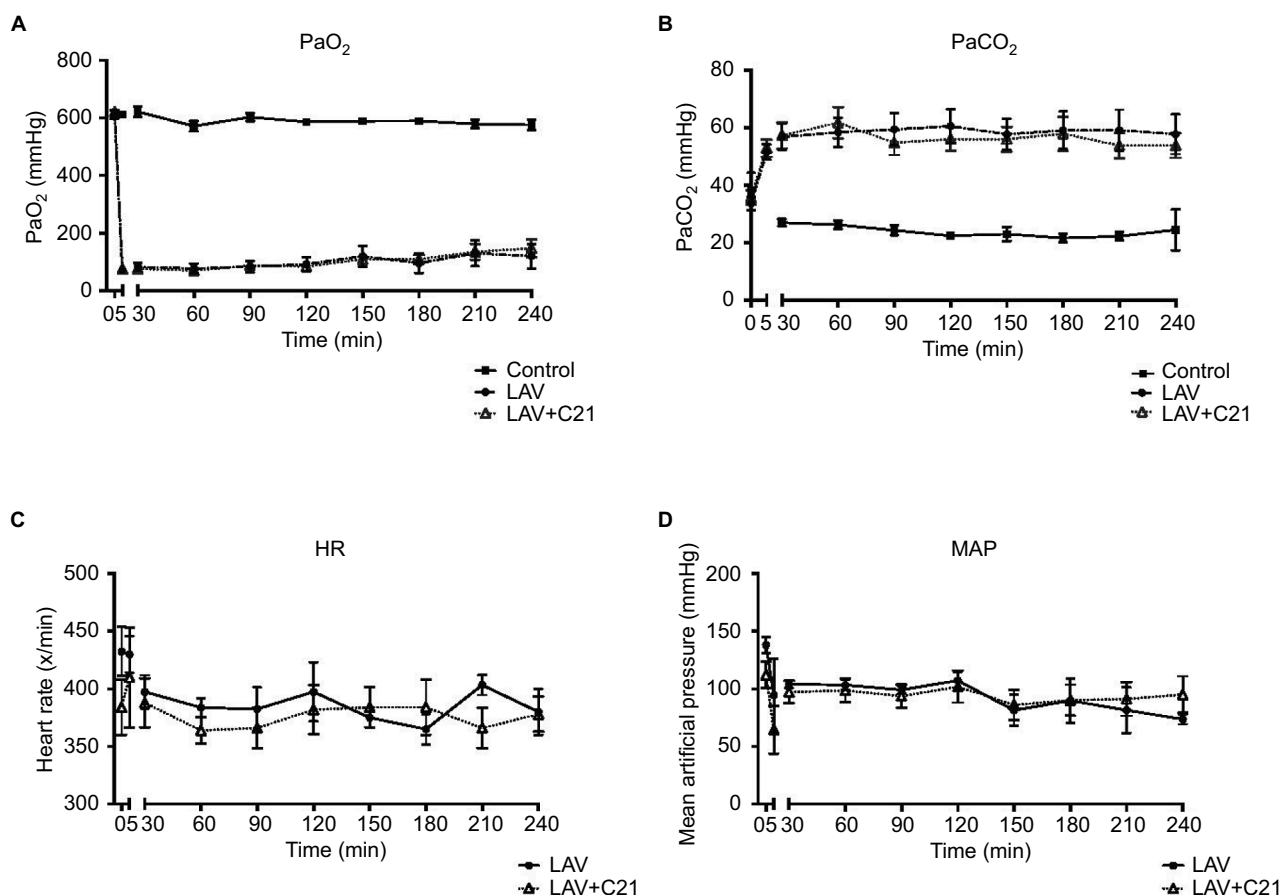 A
PaO2
800
600
400
200
0
PaO2 (mmHg)
05 30 60 90 120 150 180 210 240
Time (min)
Control
LAV
LAV+C21
B
PaCO2
80
60
40
20
0
PaCO2 (mmHg)
0 5 30 60 90 120 150 180 210 240
Time (min)
Control
LAV
LAV+C21
C
HR
500
450
400
350
300
Heart rate (x/min)
05 30 60 90 120 150 180 210 240
Time (min)
LAV
LAV+C21
D
MAP
200
150
100
50
0
Mean artificial pressure (mmHg)
05 30 60 90 120 150 180 210 240
Time (min)
LAV
LAV+C21